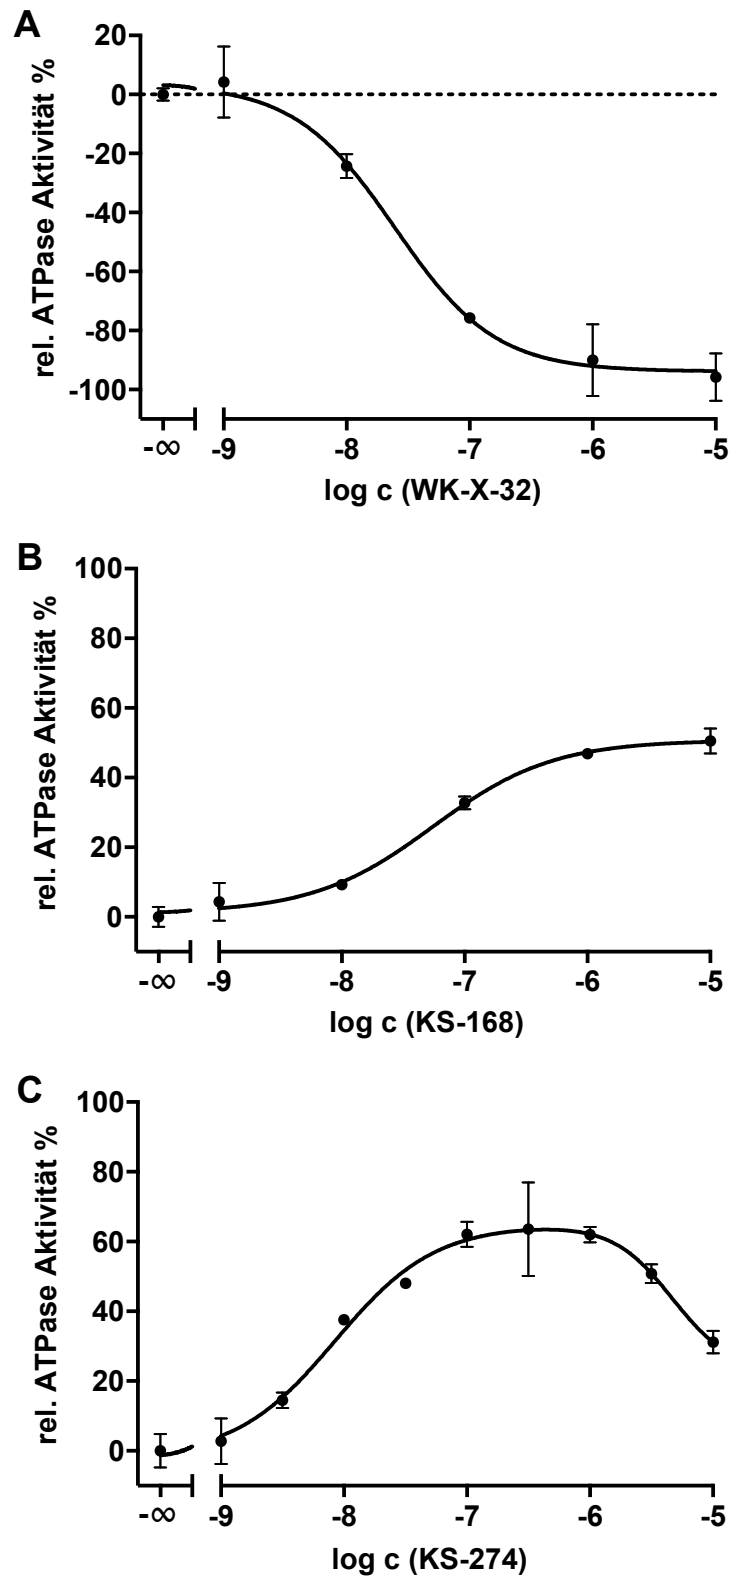 A
rel. ATPase Aktivität %
20
0
-20
-40
-60
-80
-100
-∞ -9 -8 -7 -6 -5
log c (WK-X-32)
B
rel. ATPase Aktivität %
100
80
60
40
20
0
-∞ -9 -8 -7 -6 -5
log c (KS-168)
C
rel. ATPase Aktivität %
100
80
60
40
20
0
-∞ -9 -8 -7 -6 -5
log c (KS-274)